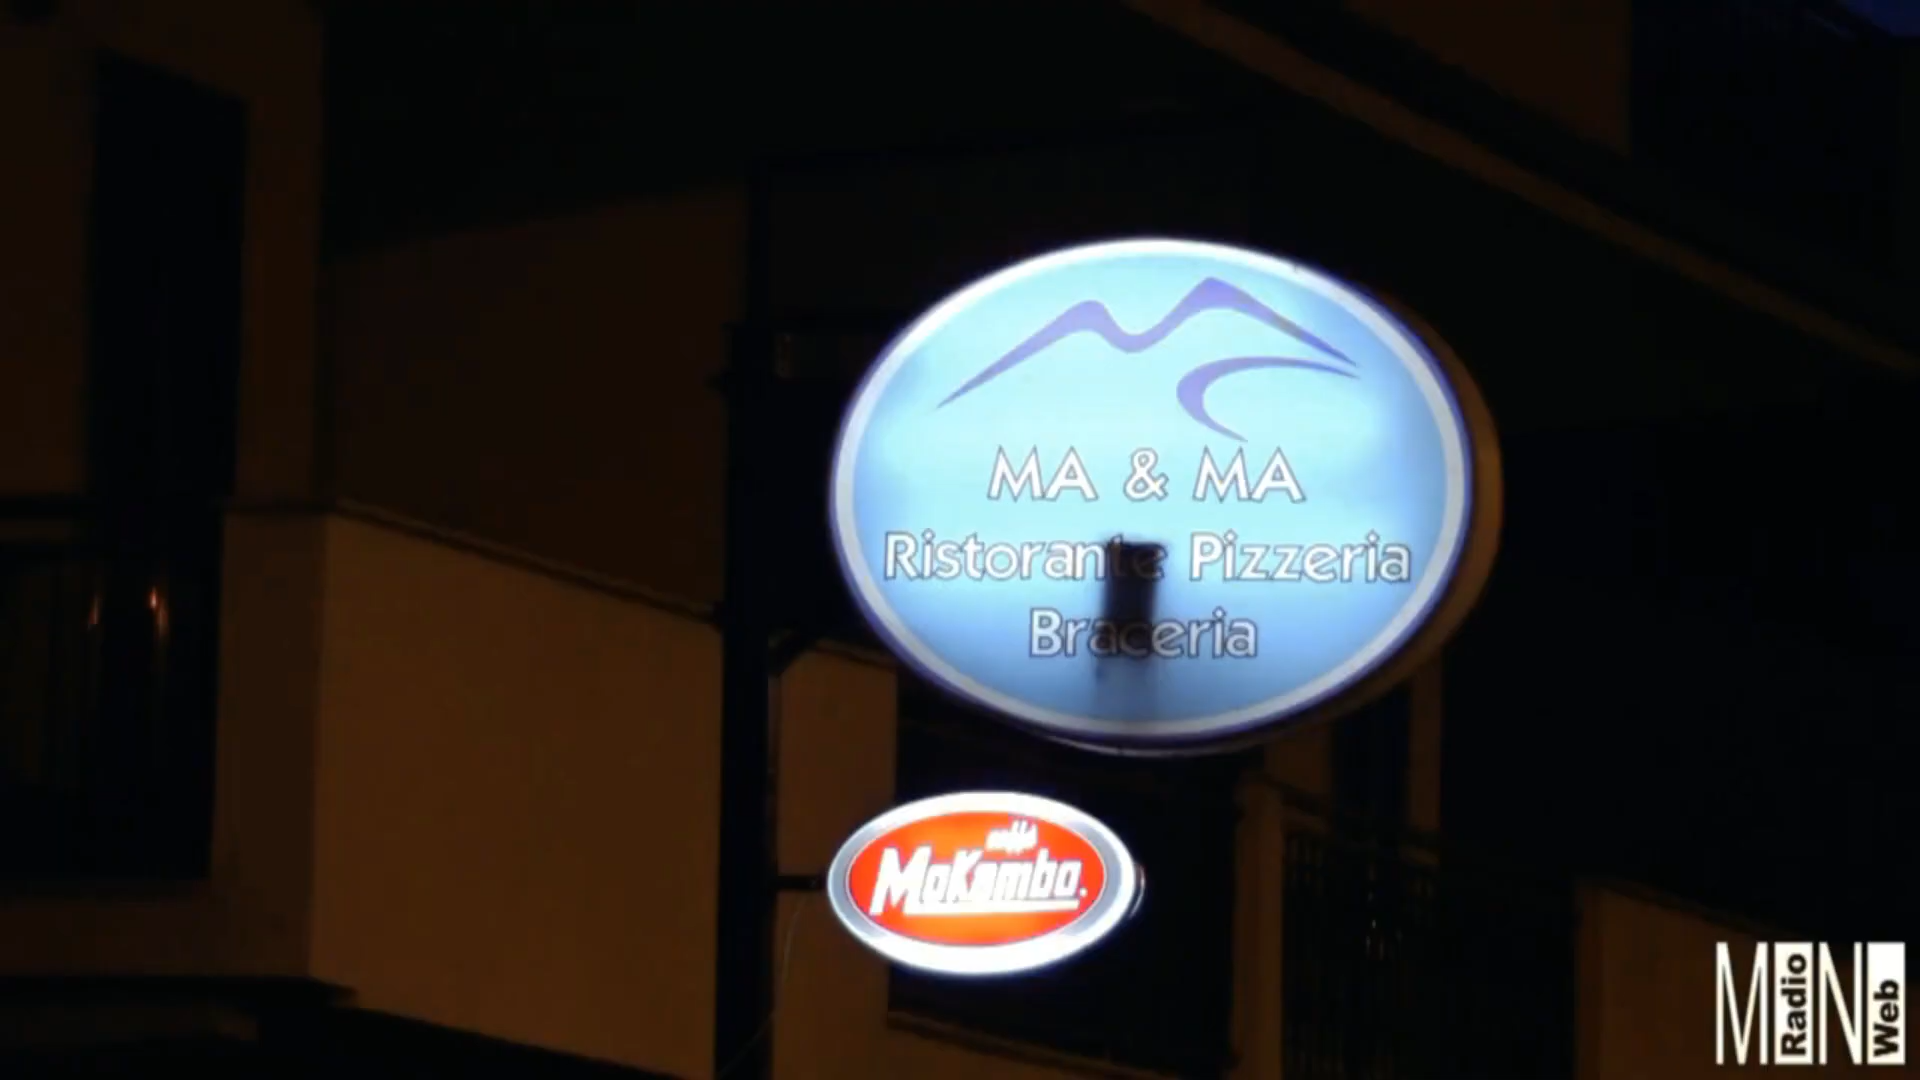 MA & MA
Ristorante Pizzeria
Braceria
caffè
MoKambo.
M Radio N Web